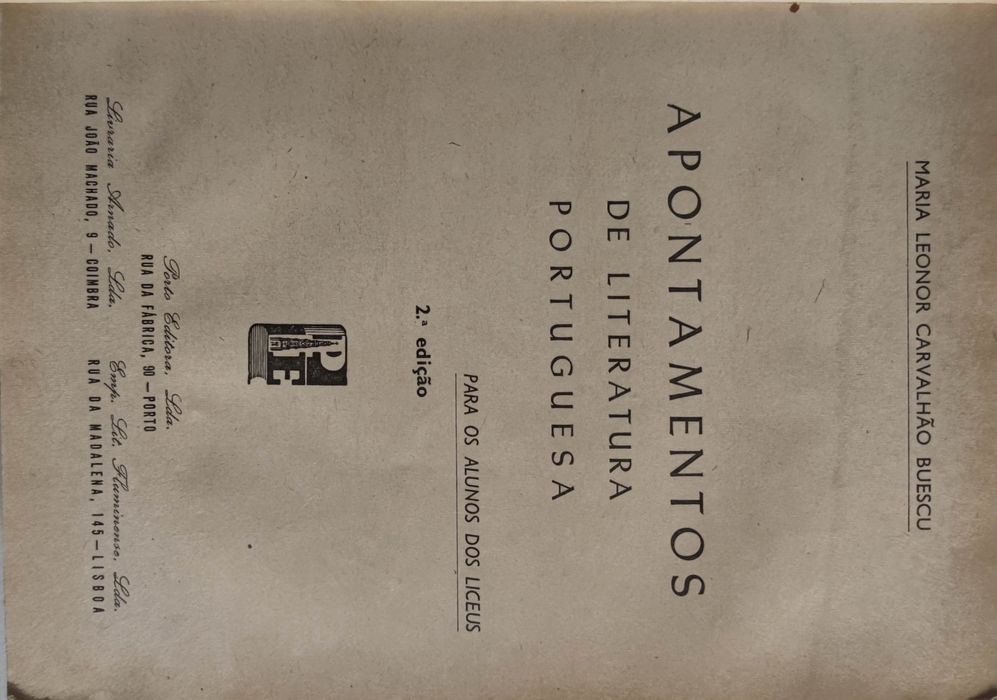 MARIA LEONOR CARVALHÃO BUESCU
APONTAMENTOS
DE LITERATURA
PORTUGUESA
PARA OS ALUNOS DOS LICEUS
2.ª edição
PE
Porto Editora, Lda.
RUA DA FÁBRICA, 90 — PORTO
Livraria Arnado, Lda.
RUA JOÃO MACHADO, 9 — COIMBRA
Emp. Lit. Fluminense, Lda.
RUA DA MADALENA, 145 — LISBOA